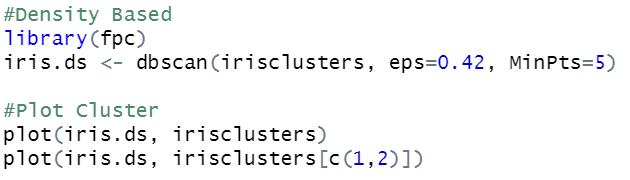 #Density Based
library(fpc)
iris.ds <- dbscan(irisclusters, eps=0.42, MinPts=5)
#Plot Cluster
plot(iris.ds, irisclusters)
plot(iris.ds, irisclusters[c(1,2)])